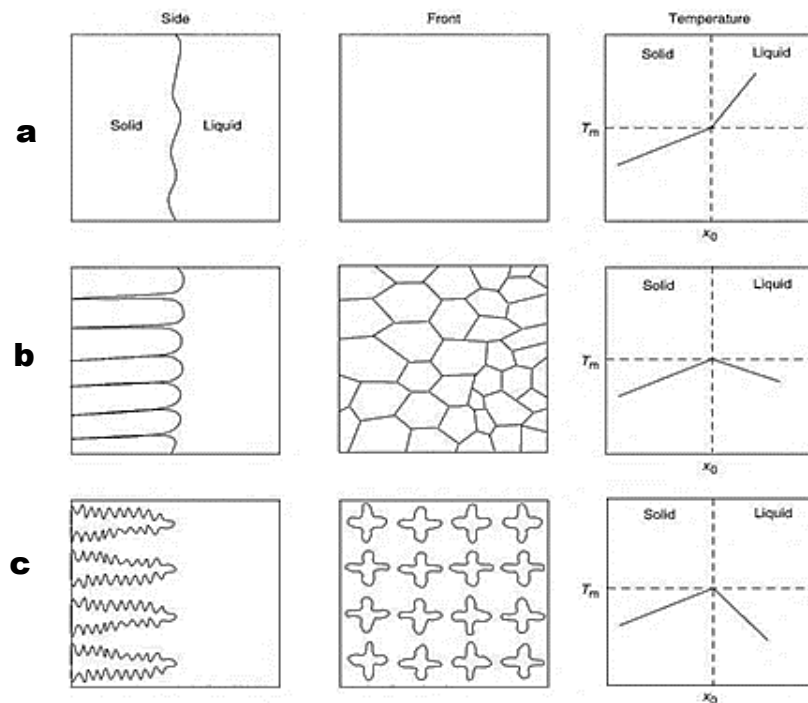 Side Front Temperature
a Solid Liquid Solid Liquid
Tm
x0
b Solid Liquid
Tm
x0
c Solid Liquid
Tm
x0